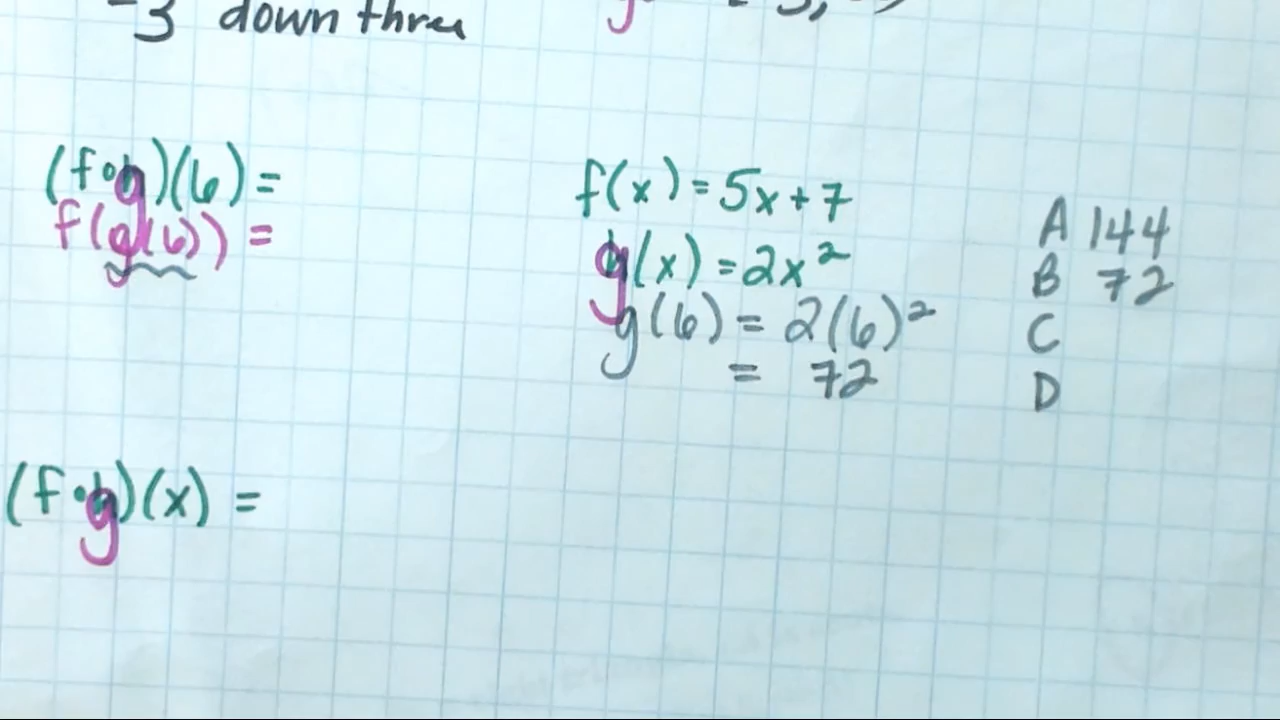 -3 down three
(f∘g)(6) =
f(g(6)) =
f(x) = 5x + 7
g(x) = 2x²
g(6) = 2(6)²
= 72
A 144
B 72
C
D
(f∘g)(x) =